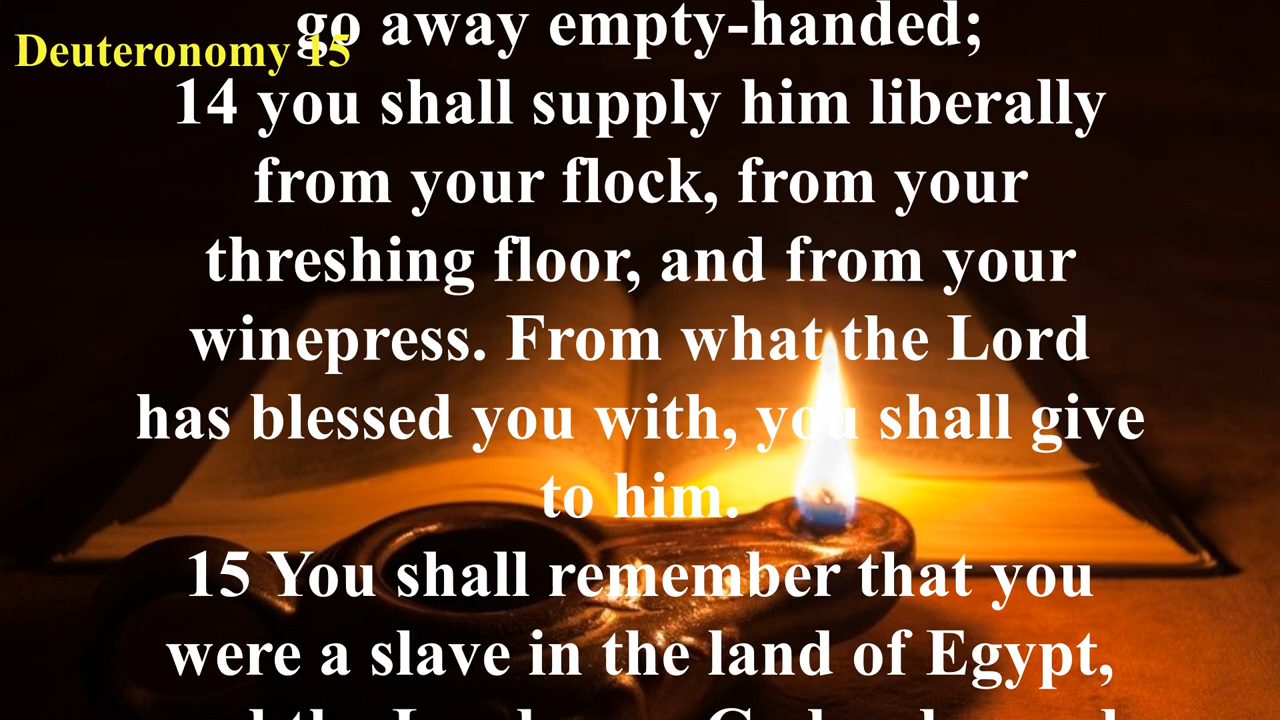 go away empty-handed;
Deuteronomy 15
14 you shall supply him liberally
from your flock, from your
threshing floor, and from your
winepress. From what the Lord
has blessed you with, you shall give
to him.
15 You shall remember that you
were a slave in the land of Egypt,